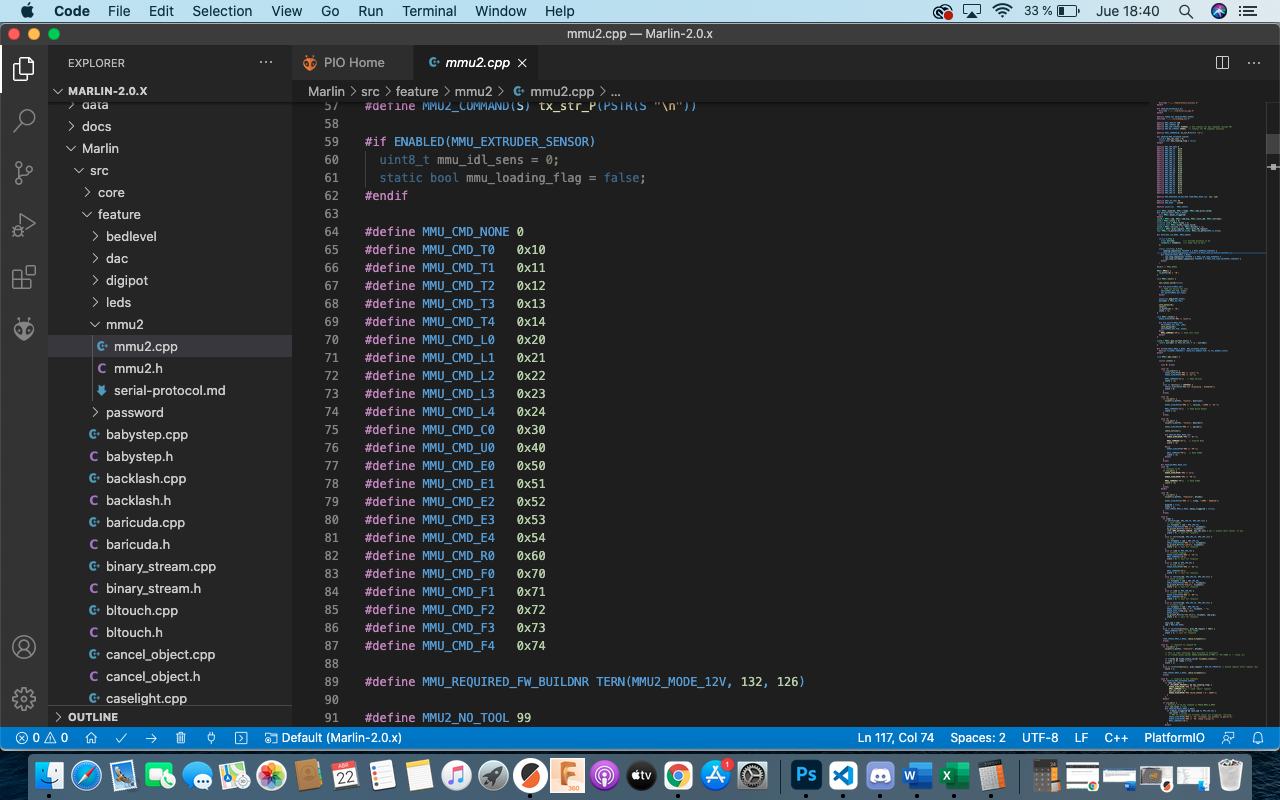 Code File Edit Selection View Go Run Terminal Window Help 33 % Jue 18:40
mmu2.cpp — Marlin-2.0.x
EXPLORER
PIO Home
mmu2.cpp
MARLIN-2.0.X
Marlin > src > feature > mmu2 > mmu2.cpp > ...
data
docs
Marlin
src
core
feature
bedlevel
dac
digipot
leds
mmu2
mmu2.cpp
mmu2.h
serial-protocol.md
password
babystep.cpp
babystep.h
backlash.cpp
backlash.h
baricuda.cpp
baricuda.h
binary_stream.cpp
binary_stream.h
bltouch.cpp
bltouch.h
cancel_object.cpp
cancel_object.h
caselight.cpp
OUTLINE
57 #define MMU2_COMMAND(S) tx_str_P(PSTR(S "\n"))
58
59 #if ENABLED(MMU_EXTRUDER_SENSOR)
60 uint8_t mmu_idl_sens = 0;
61 static bool mmu_loading_flag = false;
62 #endif
63
64 #define MMU_CMD_NONE 0
65 #define MMU_CMD_T0 0x10
66 #define MMU_CMD_T1 0x11
67 #define MMU_CMD_T2 0x12
68 #define MMU_CMD_T3 0x13
69 #define MMU_CMD_T4 0x14
70 #define MMU_CMD_L0 0x20
71 #define MMU_CMD_L1 0x21
72 #define MMU_CMD_L2 0x22
73 #define MMU_CMD_L3 0x23
74 #define MMU_CMD_L4 0x24
75 #define MMU_CMD_C0 0x30
76 #define MMU_CMD_U0 0x40
77 #define MMU_CMD_E0 0x50
78 #define MMU_CMD_E1 0x51
79 #define MMU_CMD_E2 0x52
80 #define MMU_CMD_E3 0x53
81 #define MMU_CMD_E4 0x54
82 #define MMU_CMD_R0 0x60
83 #define MMU_CMD_F0 0x70
84 #define MMU_CMD_F1 0x71
85 #define MMU_CMD_F2 0x72
86 #define MMU_CMD_F3 0x73
87 #define MMU_CMD_F4 0x74
88
89 #define MMU_REQUIRED_FW_BUILDNR TERN(MMU2_MODE_12V, 132, 126)
90
91 #define MMU2_NO_TOOL 99
0 0 Default (Marlin-2.0.x) Ln 117, Col 74 Spaces: 2 UTF-8 LF C++ PlatformIO
ABR
22
F
360
tv
1
Ps
W
X